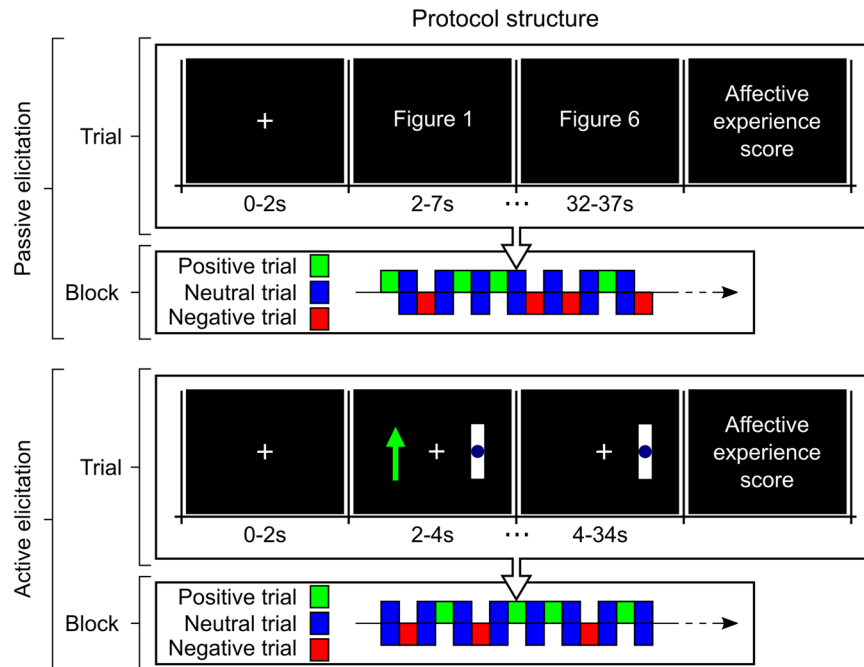 Protocol structure
Passive elicitation
Trial
+
Figure 1
Figure 6
Affective
experience
score
0-2s
2-7s
...
32-37s
Block
Positive trial
Neutral trial
Negative trial
Active elicitation
Trial
+
+
+
Affective
experience
score
0-2s
2-4s
...
4-34s
Block
Positive trial
Neutral trial
Negative trial